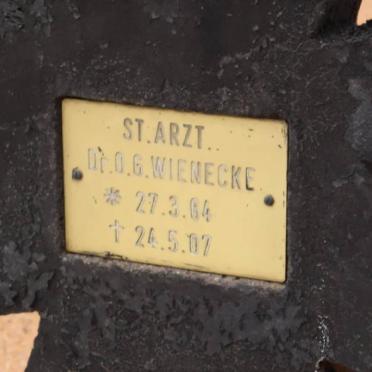 ST.ARZT..
Dr.O.G.WIENECKE
* 27.3.64
† 24.5.07